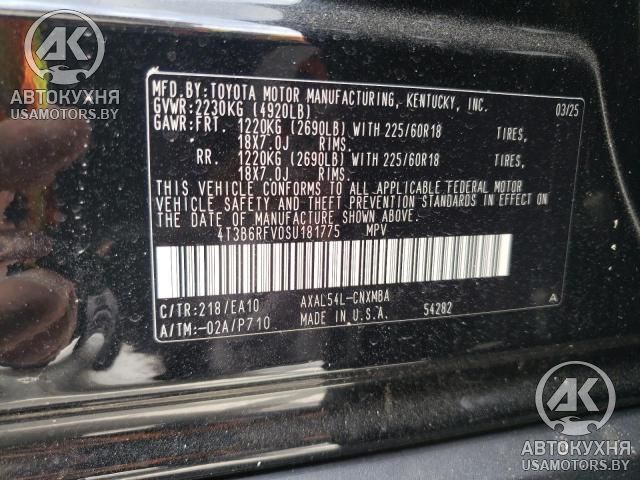 AK
АВТОКУХНЯ
USAMOTORS.BY
MFD.BY:TOYOTA MOTOR MANUFACTURING, KENTUCKY, INC.
GVWR:2230KG (4920LB) 03/25
GAWR:FRT. 1220KG (2690LB) WITH 225/60R18 TIRES,
18X7.0J RIMS.
RR. 1220KG (2690LB) WITH 225/60R18 TIRES,
18X7.0J RIMS.
THIS VEHICLE CONFORMS TO ALL APPLICABLE FEDERAL MOTOR
VEHICLE SAFETY AND THEFT PREVENTION STANDARDS IN
EFFECT ON THE DATE OF MANUFACTURE SHOWN ABOVE.
4T3B6RFV0SU181775 MPV
C/TR:218/EA10 AXAL54L-CNXMBA A
A/TM:-02A/P710 MADE IN U.S.A. 54282
AK
АВТОКУХНЯ
USAMOTORS.BY